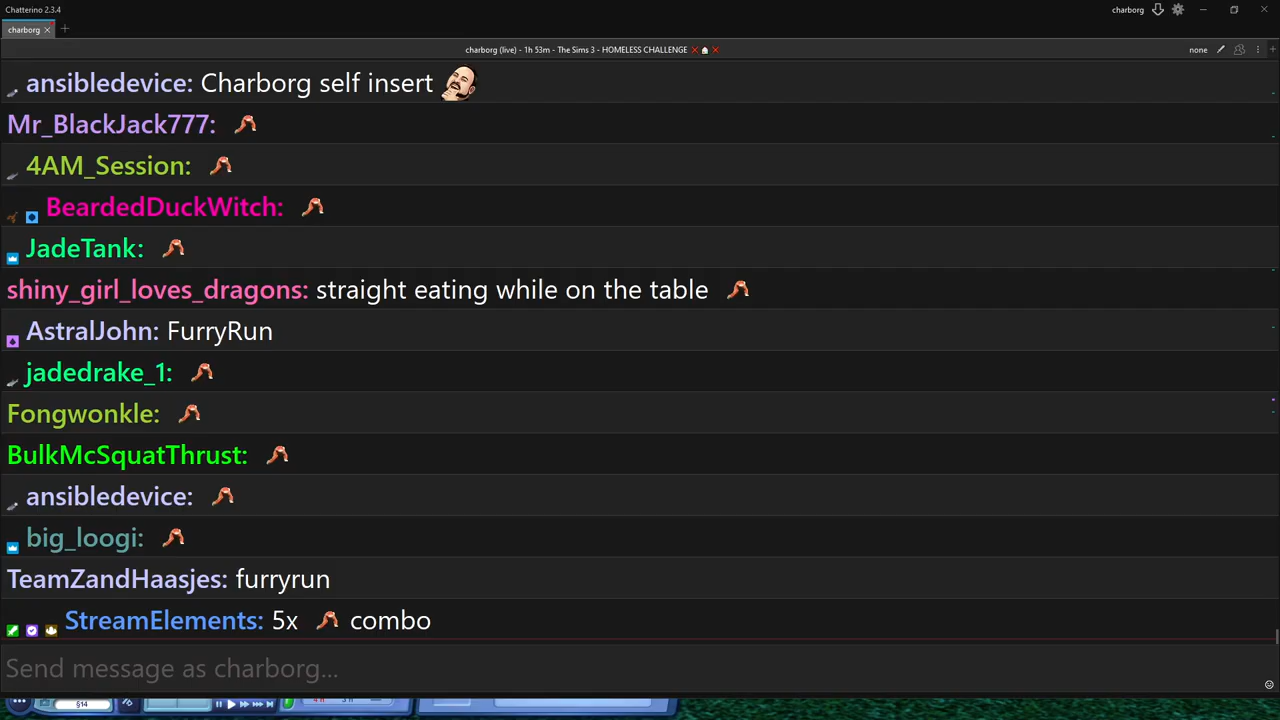 Chatterino 2.3.4
charborg
charborg
charborg (live) - 1h 53m - The Sims 3 - HOMELESS CHALLENGE
none
ansibledevice: Charborg self insert
Mr_BlackJack777:
4AM_Session:
BeardedDuckWitch:
JadeTank:
shiny_girl_loves_dragons: straight eating while on the table
AstralJohn: FurryRun
jadedrake_1:
Fongwonkle:
BulkMcSquatThrust:
ansibledevice:
big_loogi:
TeamZandHaasjes: furryrun
StreamElements: 5x combo
Send message as charborg...
§14